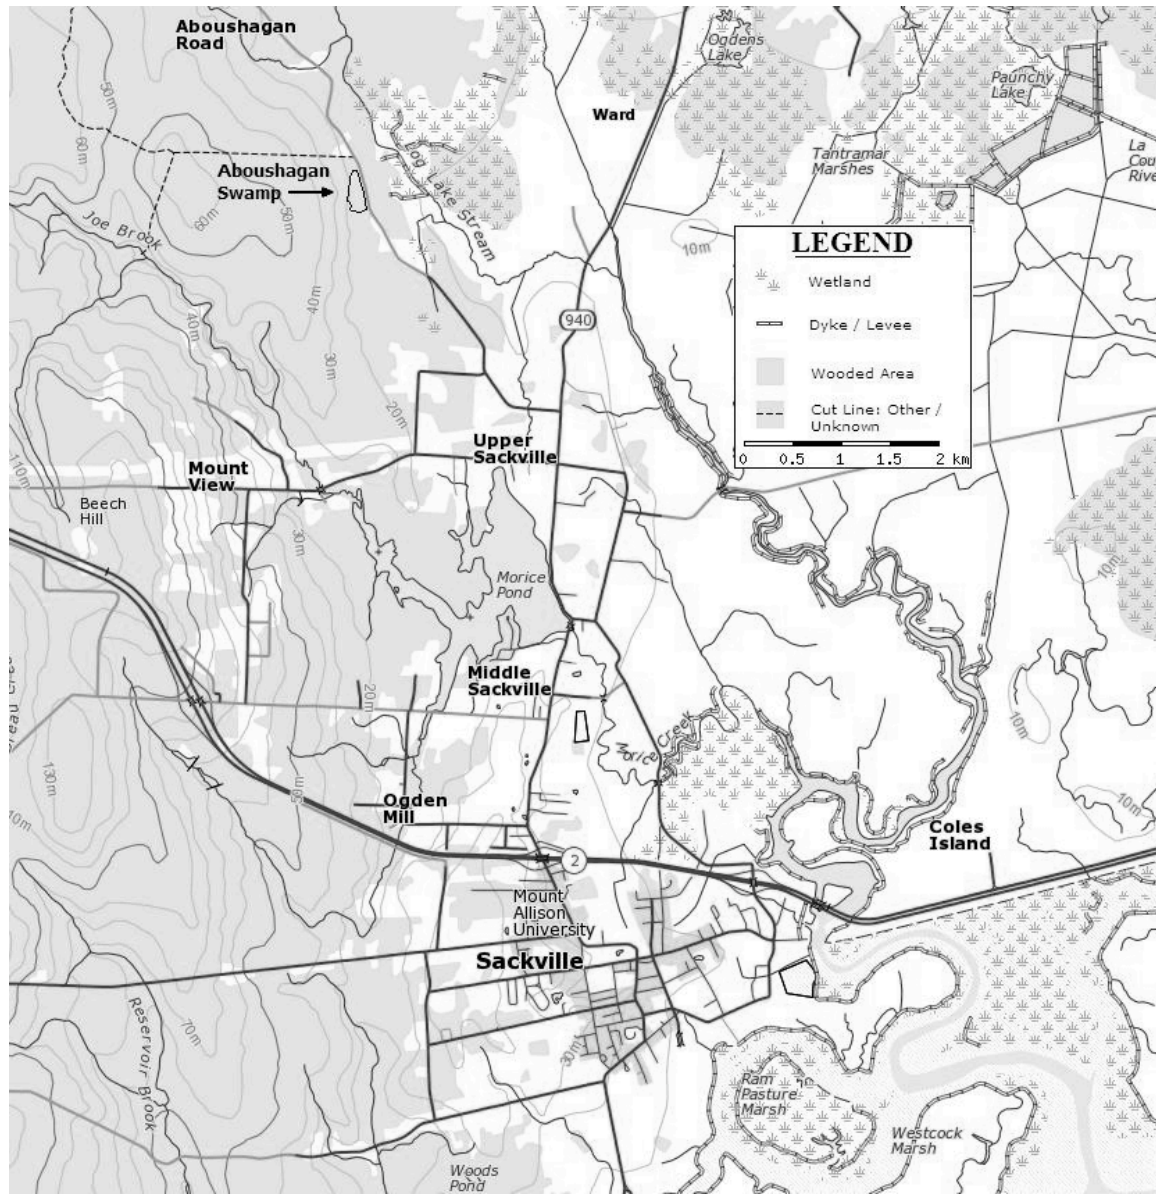 Aboushagan
Road
Ogdens
Lake
Paunchy
Lake
50m
60m
Ward
Log Lake Stream
Tantramar
Marshes
La
Cou
Rive
Aboushagan
Swamp
Joe Brook
60m
50m
10m
LEGEND
Wetland
Dyke / Levee
Wooded Area
Cut Line: Other /
Unknown
0 0.5 1 1.5 2 km
40m
40m
30m
940
20m
110m
Upper
Sackville
Mount
View
Beech
Hill
30m
10m
Morice
Pond
Middle
Sackville
20m
10m
Morice Creek
130m
10m
50m
10m
Ogden
Mill
Coles
Island
2
Mount
Allison
University
Sackville
Reservoir Brook
70m
30m
Ram
Pasture
Marsh
Westcock
Marsh
Woods
Pond